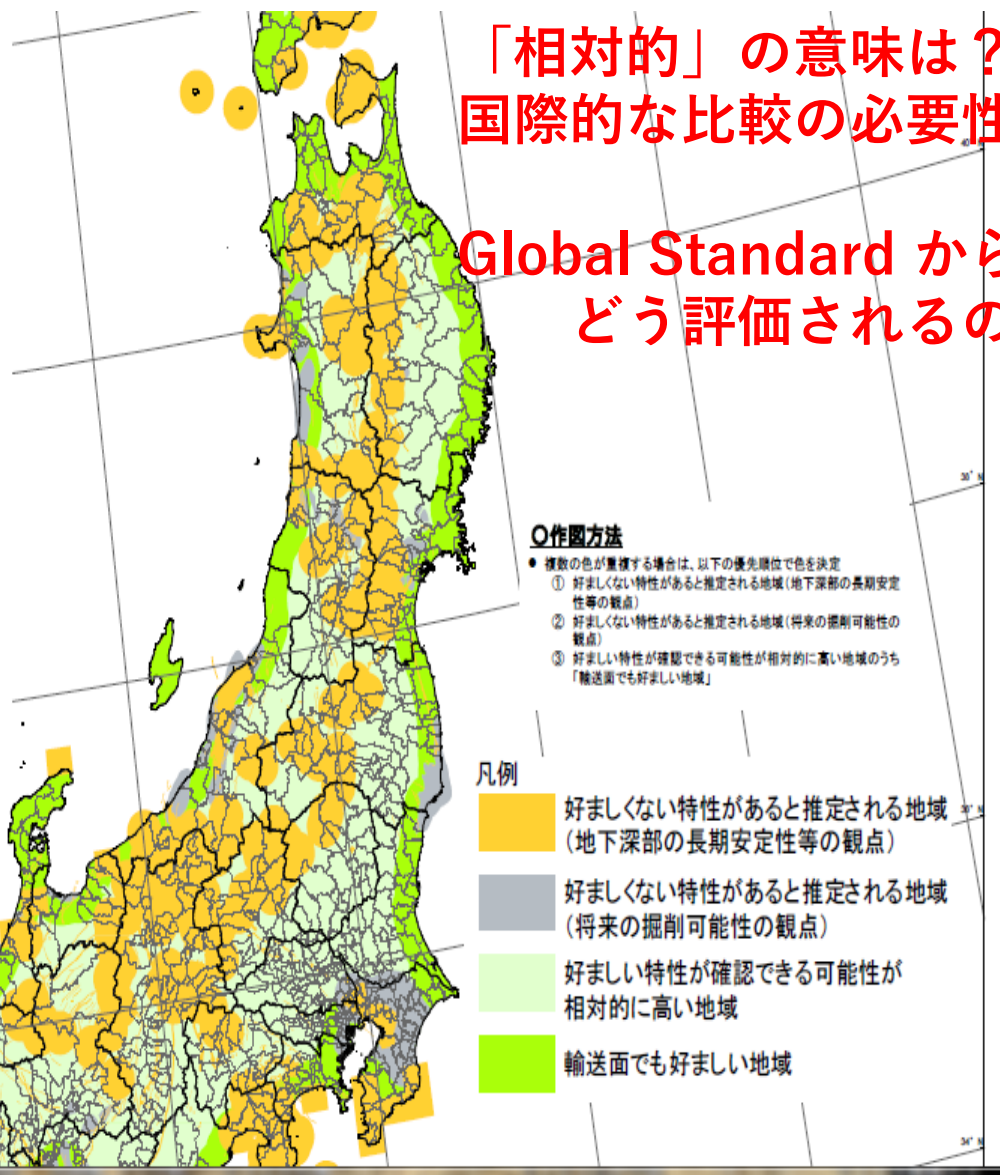 「相対的」の意味は？
国際的な比較の必要性
Global Standard から
どう評価されるの
40°
38° N
〇作図方法
● 複数の色が重複する場合は、以下の優先順位で色を決定
① 好ましくない特性があると推定される地域（地下深部の長期安定
性等の観点）
② 好ましくない特性があると推定される地域（将来の掘削可能性の
観点）
③ 好ましい特性が確認できる可能性が相対的に高い地域のうち
「輸送面でも好ましい地域」
凡例
好ましくない特性があると推定される地域
（地下深部の長期安定性等の観点）
好ましくない特性があると推定される地域
（将来の掘削可能性の観点）
好ましい特性が確認できる可能性が
相対的に高い地域
輸送面でも好ましい地域
34° N